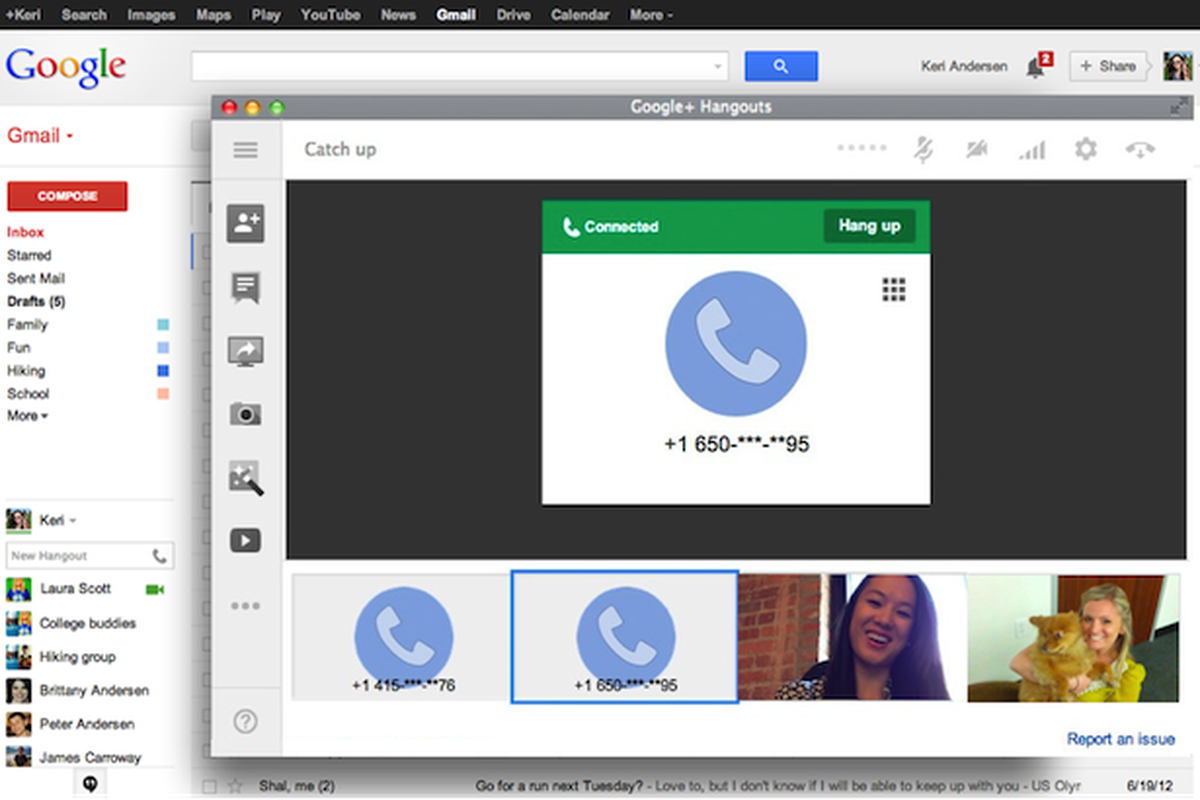 +Keri Search Images Maps Play YouTube News Gmail Drive Calendar More
Google
Keri Andersen
2
+ Share
Google+ Hangouts
Gmail
Catch up
COMPOSE
Inbox
Starred
Sent Mail
Drafts (5)
Family
Fun
Hiking
School
More
Connected
Hang up
+1 650-***-**95
Keri
New Hangout
Laura Scott
College buddies
Hiking group
Brittany Andersen
Peter Andersen
James Carroway
+1 415-***-**76
+1 650-***-**95
Report an issue
Shal, me (2) Go for a run next Tuesday? - Love to, but I don't know if I will be able to keep up with you - US Olyr 6/19/12